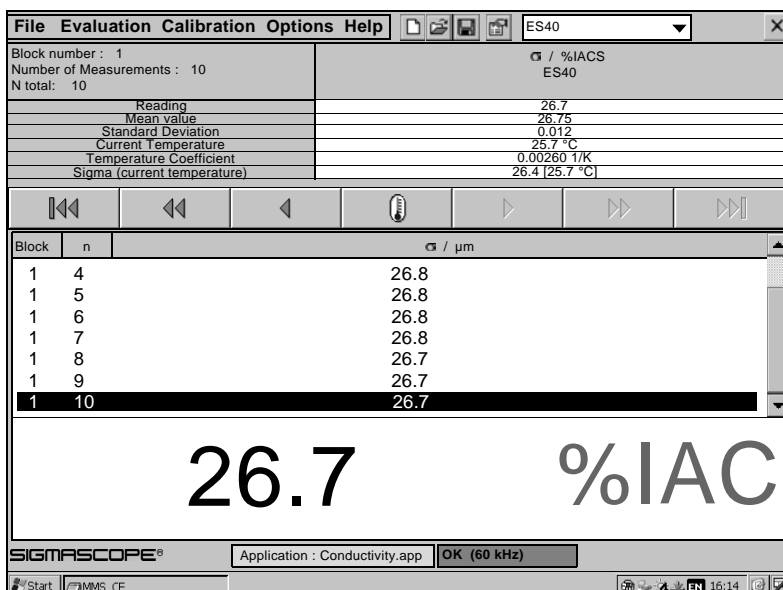 File Evaluation Calibration Options Help ES40
Block number : 1
Number of Measurements : 10
N total: 10
σ / %IACS
ES40
Reading 26.7
Mean value 26.75
Standard Deviation 0.012
Current Temperature 25.7 °C
Temperature Coefficient 0.00260 1/K
Sigma (current temperature) 26.4 [25.7 °C]
Block n σ / µm
1 4 26.8
1 5 26.8
1 6 26.8
1 7 26.8
1 8 26.7
1 9 26.7
1 10 26.7
26.7 %IAC
SIGMASCOPE® Application : Conductivity.app OK (60 kHz)
Start MMS_CE EN 16:14